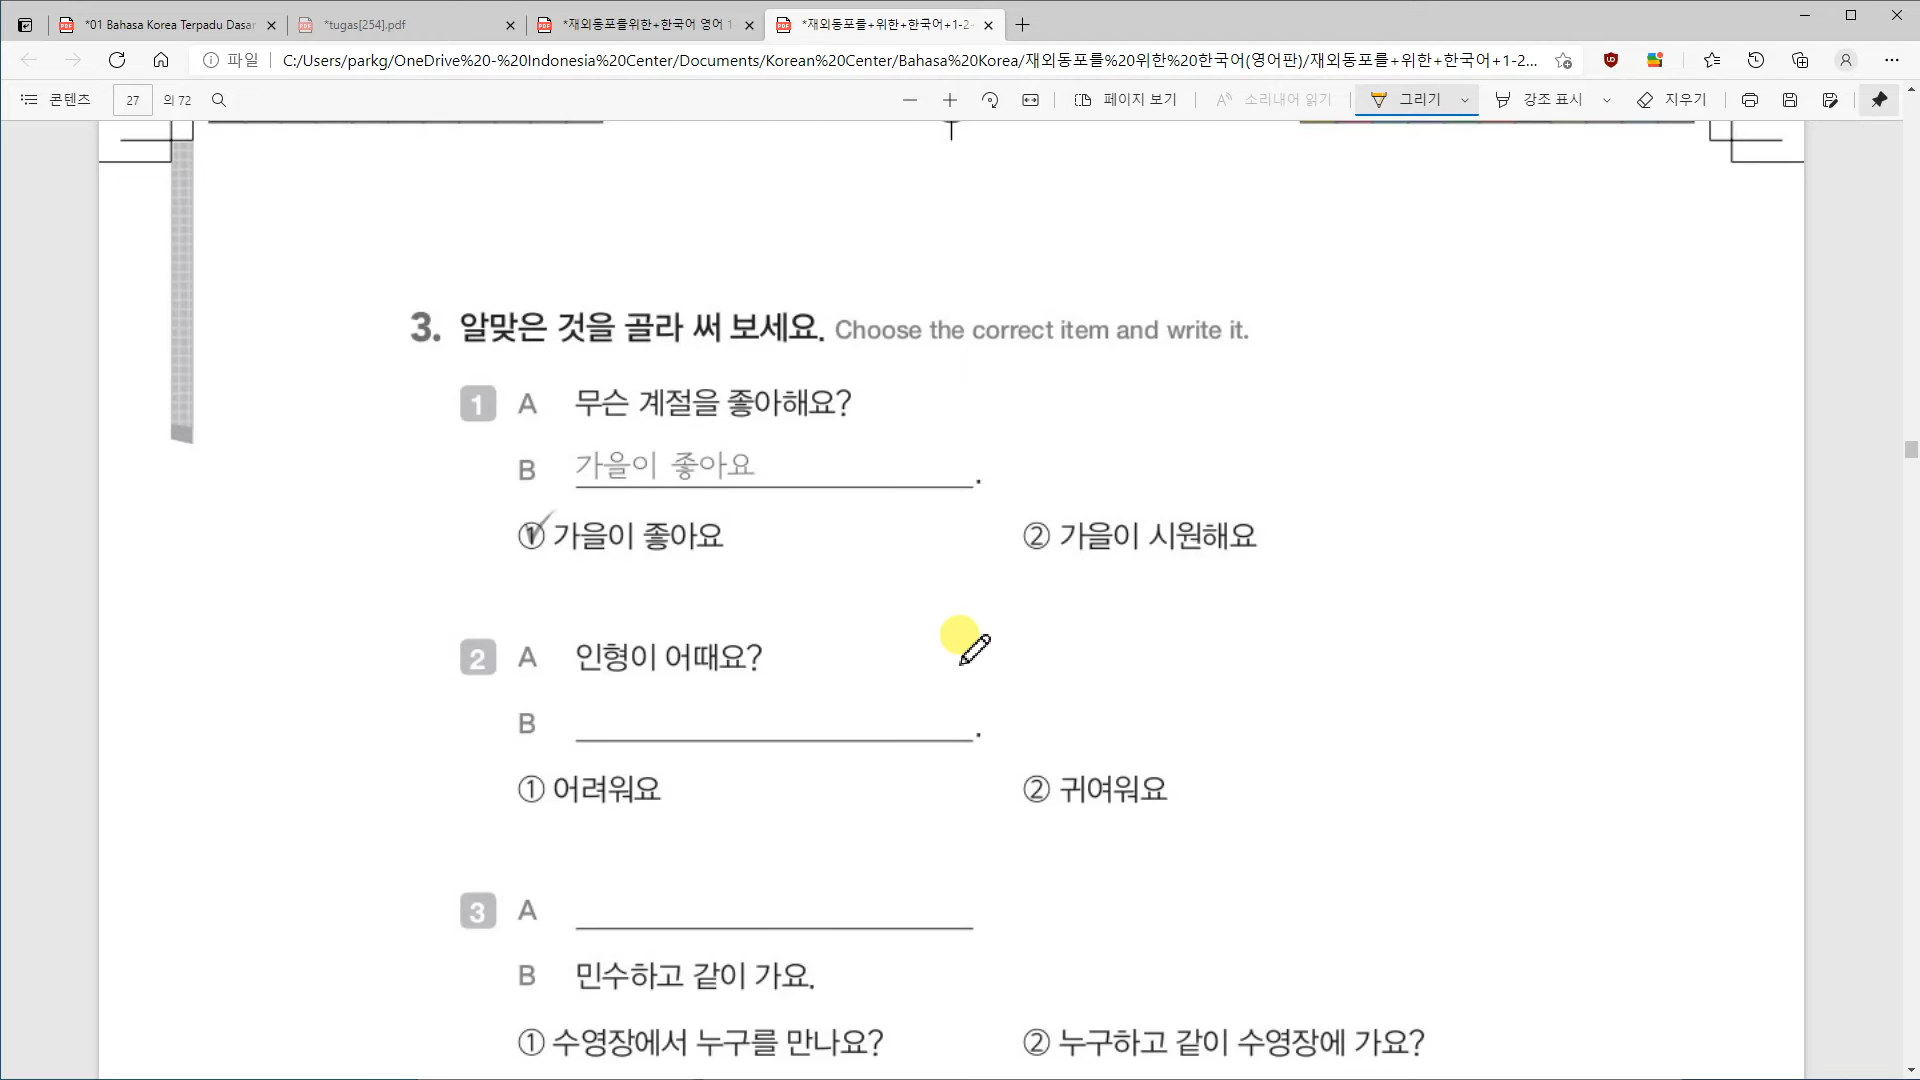 *01 Bahasa Korea Terpadu Dasar
*tugas[254].pdf
*재외동포를위한+한국어 영어 1
*재외동포를+위한+한국어+1-2-
파일
C:/Users/parkg/OneDrive%20-%20Indonesia%20Center/Documents/Korean%20Center/Bahasa%20Korea/재외동포를%20위한%20한국어(영어판)/재외동포를+위한+한국어+1-2...
콘텐츠 27 의 72 페이지 보기 소리내어 읽기 그리기 강조 표시 지우기
3. 알맞은 것을 골라 써 보세요. Choose the correct item and write it.
1 A 무슨 계절을 좋아해요?
B 가을이 좋아요.
① 가을이 좋아요 ② 가을이 시원해요
2 A 인형이 어때요?
B .
① 어려워요 ② 귀여워요
3 A
B 민수하고 같이 가요.
① 수영장에서 누구를 만나요? ② 누구하고 같이 수영장에 가요?